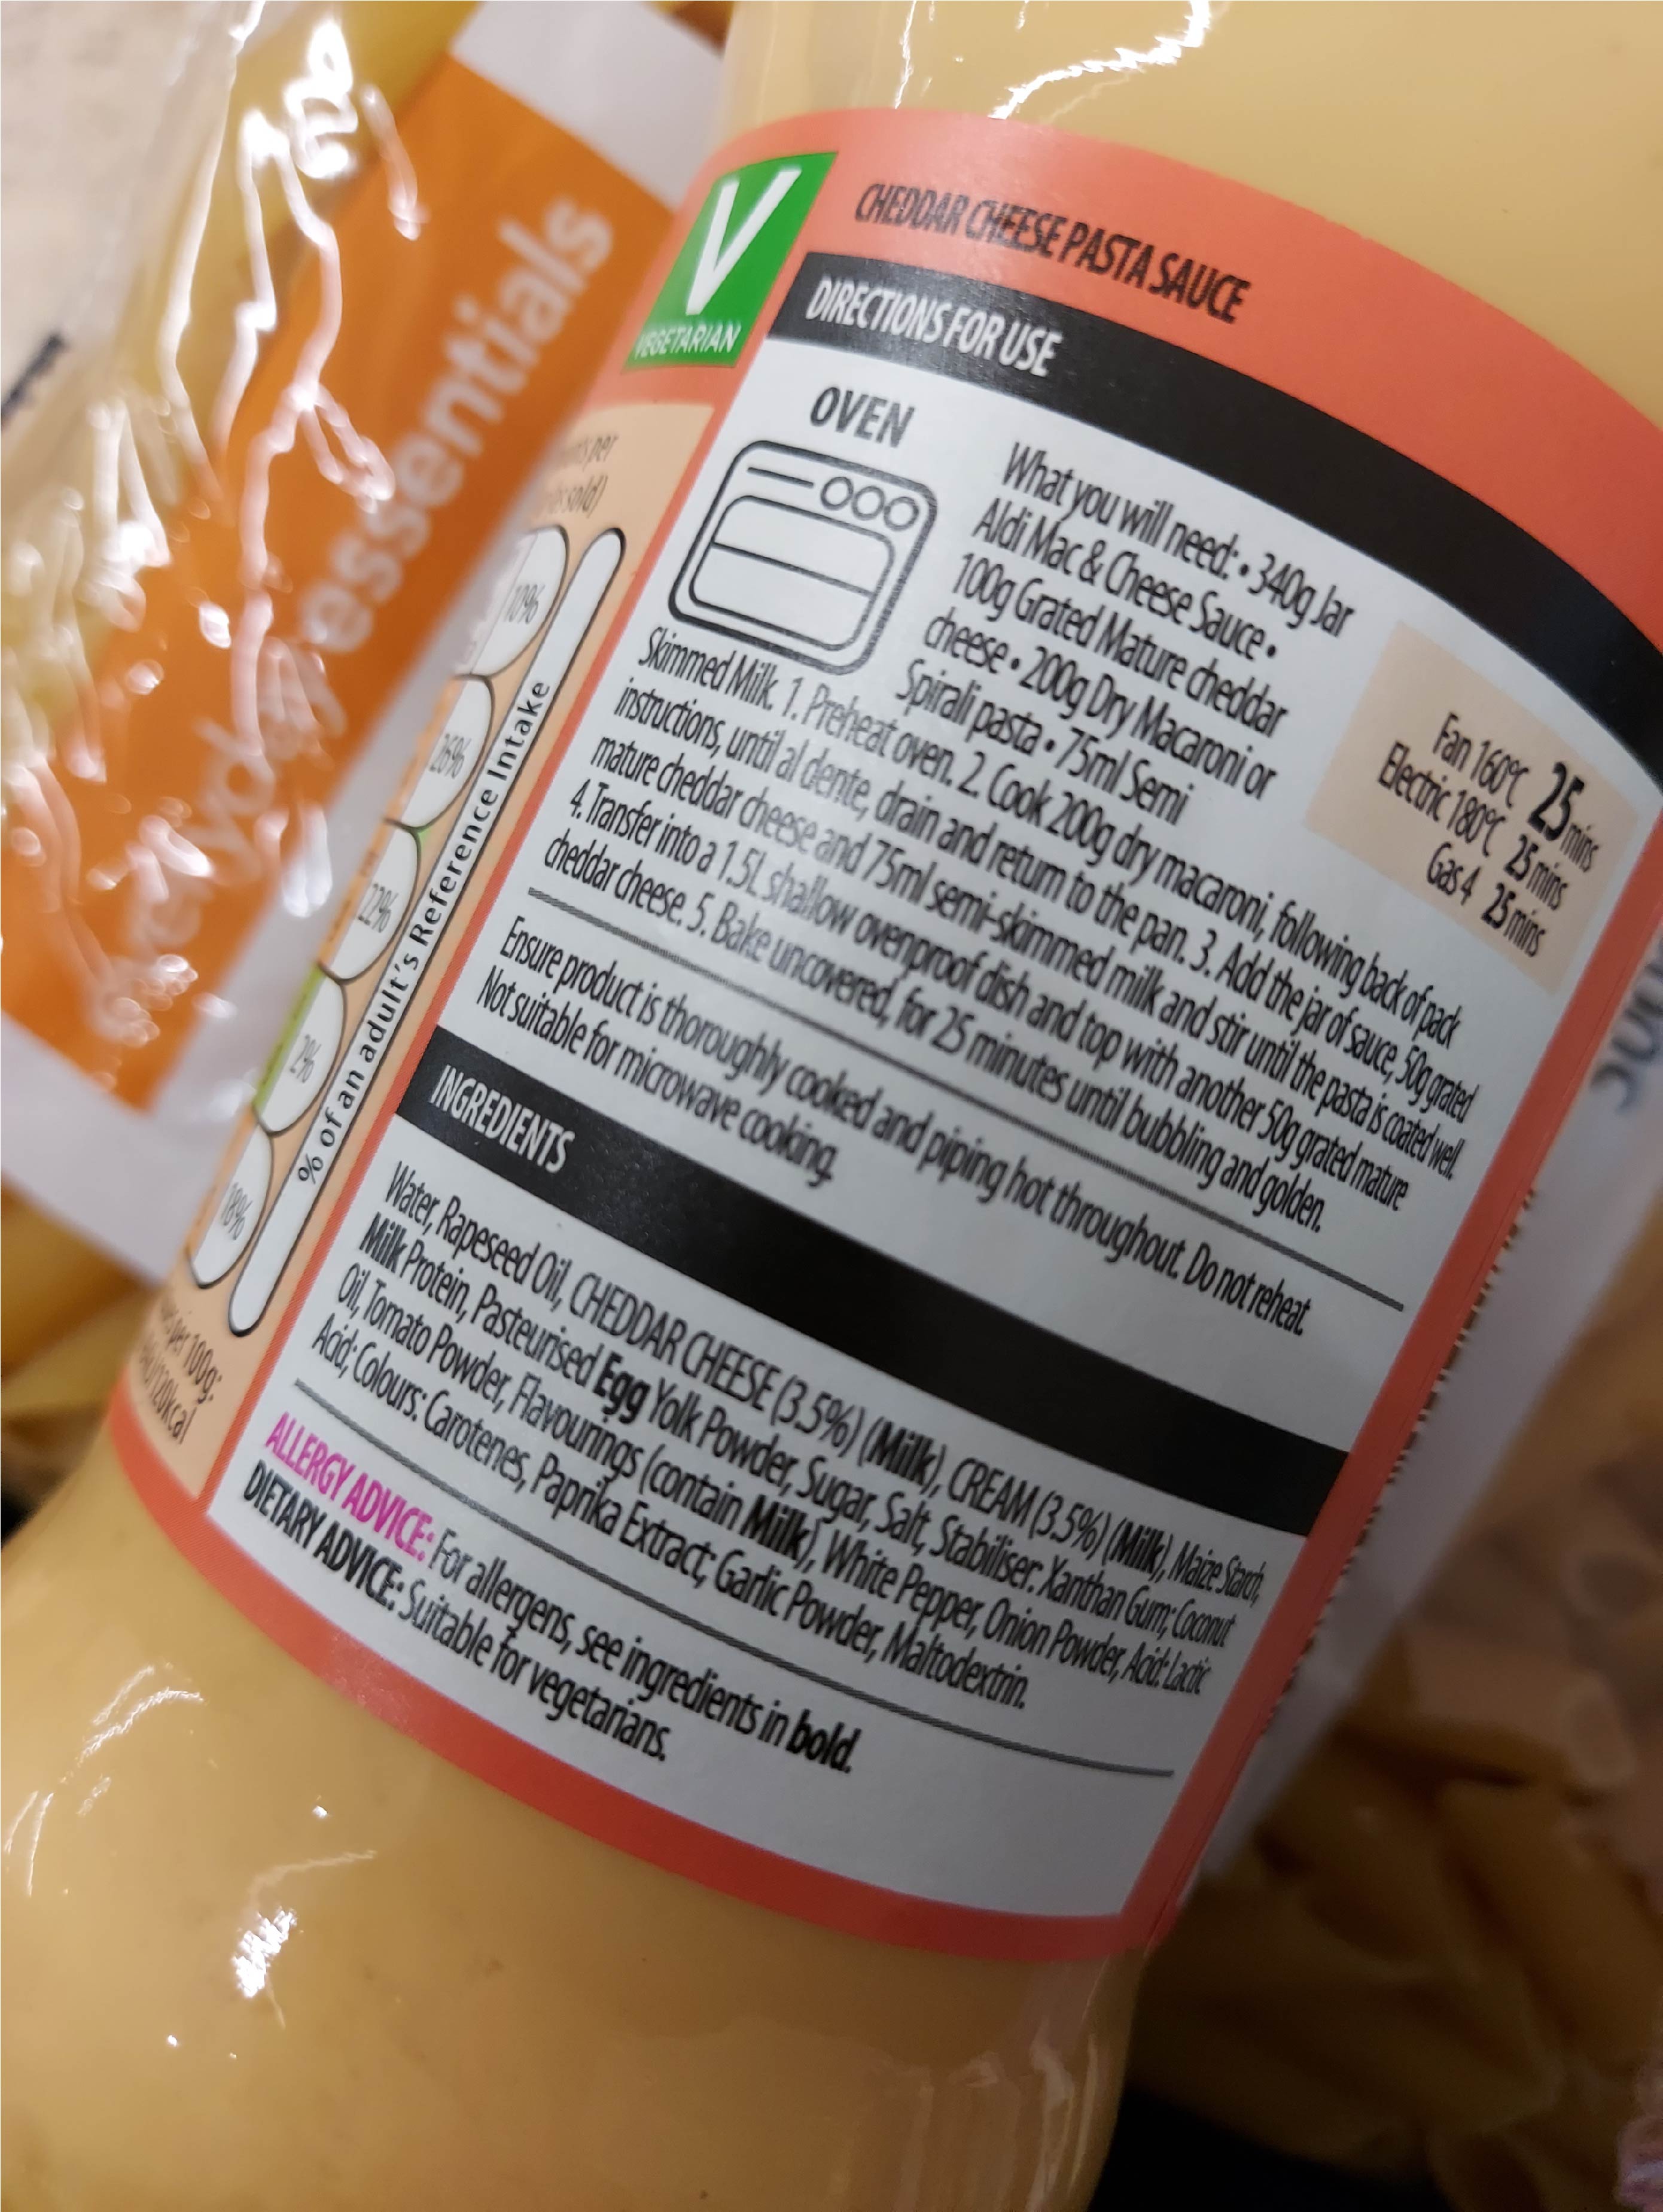 everyday essentials
V
VEGETARIAN
CHEDDAR CHEESE PASTA SAUCE
DIRECTIONS FOR USE
OVEN
What you will need: • 340g Jar
Aldi Mac & Cheese Sauce •
100g Grated Mature cheddar
cheese • 200g Dry Macaroni or
Spirali pasta • 75ml Semi
Skimmed Milk. 1. Preheat oven. 2. Cook 200g dry macaroni, following back of pack
instructions, until al dente, drain and return to the pan. 3. Add the jar of sauce, 50g grated
mature cheddar cheese and 75ml semi-skimmed milk and stir until the pasta is coated well.
4. Transfer into a 1.5L shallow ovenproof dish and top with another 50g grated mature
cheddar cheese. 5. Bake uncovered, for 25 minutes until bubbling and golden.
Fan 160°C 25 mins
Electric 180°C 25 mins
Gas 4 25 mins
Ensure product is thoroughly cooked and piping hot throughout. Do not reheat.
Not suitable for microwave cooking.
INGREDIENTS
Water, Rapeseed Oil, CHEDDAR CHEESE (3.5%) (Milk), CREAM (3.5%) (Milk), Maize Starch,
Milk Protein, Pasteurised Egg Yolk Powder, Sugar, Salt, Stabiliser: Xanthan Gum; Coconut
Oil, Tomato Powder, Flavourings (contain Milk), White Pepper, Onion Powder, Acid: Lactic
Acid; Colours: Carotenes, Paprika Extract; Garlic Powder, Maltodextrin.
ALLERGY ADVICE: For allergens, see ingredients in bold.
DIETARY ADVICE: Suitable for vegetarians.
per
sold)
10%
26%
22%
2%
18%
% of an adult's Reference Intake
per 100g:
120kcal